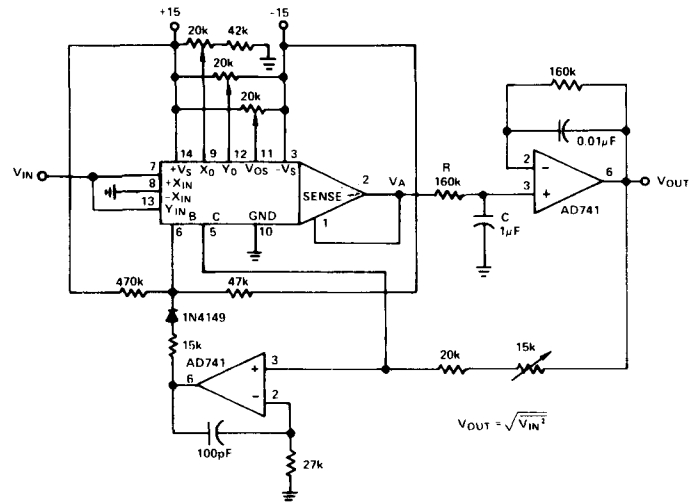 +15
-15
20k
42k
20k
20k
160k
0.01µF
14 9 12 11 3
+VS X0 Y0 VOS -VS
VIN
7
+XIN
8
-XIN
13
YIN
B C
GND
6 5 10
SENSE
2
1
VA
R
160k
C
1µF
2
-
3
+
6
AD741
VOUT
470k
47k
1N4149
15k
AD741
6
3
+
2
-
20k
15k
100pF
27k
VOUT = √VIN²